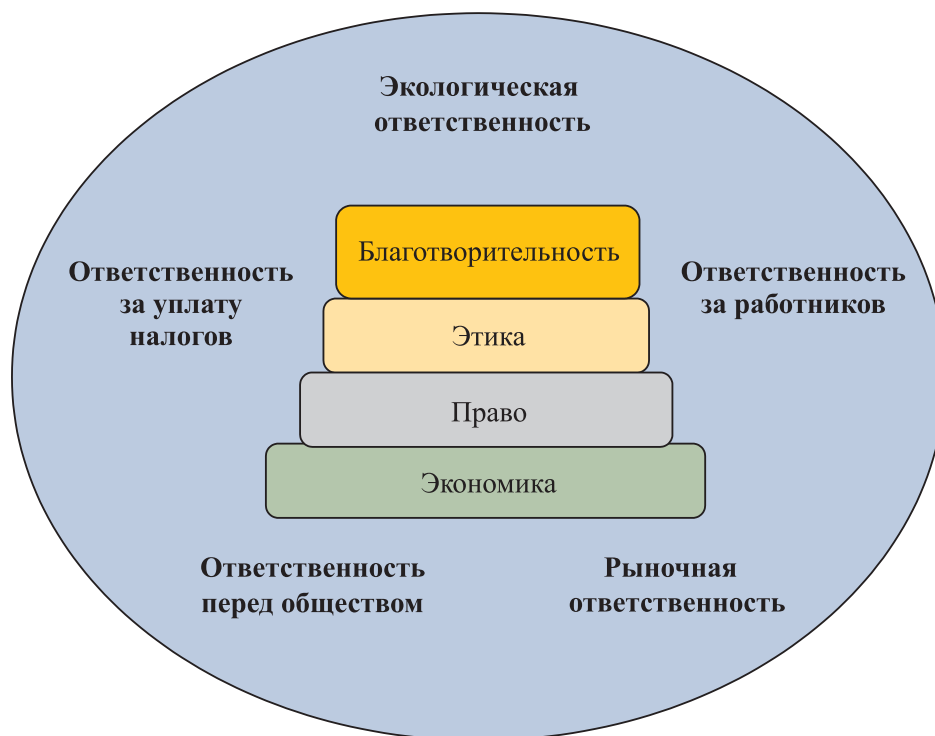 Экологическая
ответственность
Благотворительность
Ответственность
за уплату
налогов
Ответственность
за работников
Этика
Право
Экономика
Ответственность
перед обществом
Рыночная
ответственность